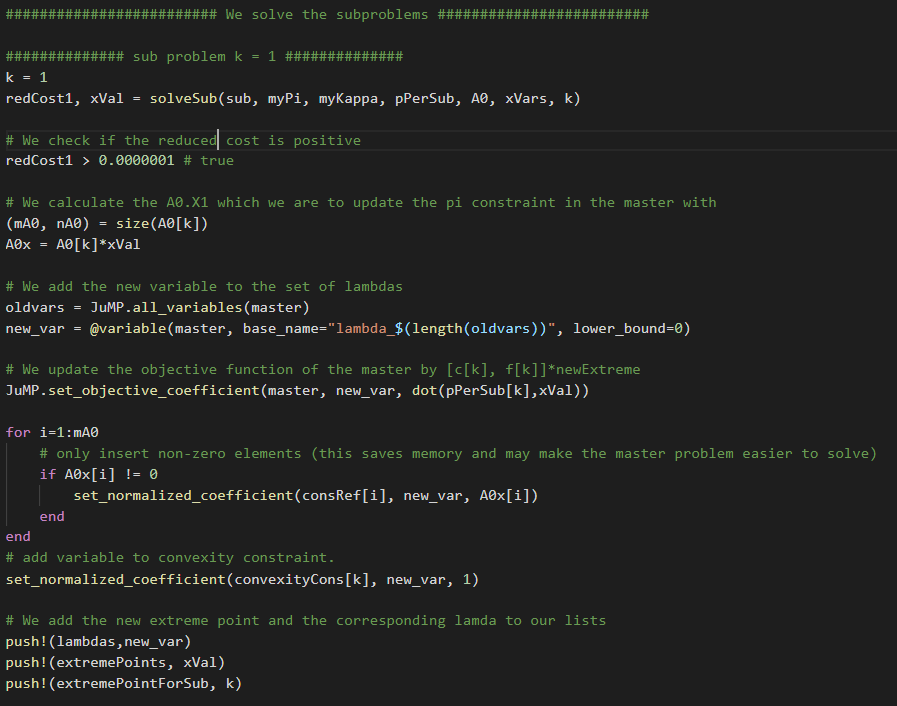 ######################### We solve the subproblems #########################
############## sub problem k = 1 ##############
k = 1
redCost1, xVal = solveSub(sub, myPi, myKappa, pPerSub, A0, xVars, k)
# We check if the reduced cost is positive
redCost1 > 0.0000001 # true
# We calculate the A0.X1 which we are to update the pi constraint in the master with
(mA0, nA0) = size(A0[k])
A0x = A0[k]*xVal
# We add the new variable to the set of lambdas
oldvars = JuMP.all_variables(master)
new_var = @variable(master, base_name="lambda_$(length(oldvars))", lower_bound=0)
# We update the objective function of the master by [c[k], f[k]]*newExtreme
JuMP.set_objective_coefficient(master, new_var, dot(pPerSub[k],xVal))
for i=1:mA0
# only insert non-zero elements (this saves memory and may make the master problem easier to solve)
if A0x[i] != 0
set_normalized_coefficient(consRef[i], new_var, A0x[i])
end
end
# add variable to convexity constraint.
set_normalized_coefficient(convexityCons[k], new_var, 1)
# We add the new extreme point and the corresponding lamda to our lists
push!(lambdas,new_var)
push!(extremePoints, xVal)
push!(extremePointForSub, k)